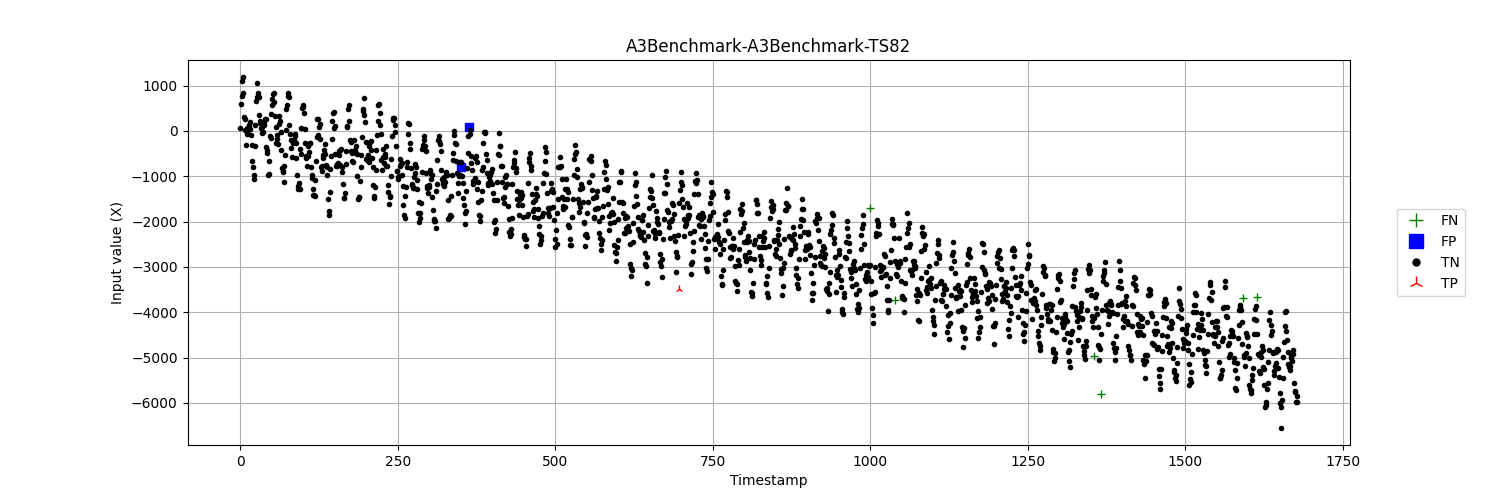 A3Benchmark-A3Benchmark-TS82
1000
0
−1000
−2000
−3000
−4000
−5000
−6000
Input value (X)
0
250
500
750
1000
1250
1500
1750
Timestamp
FN
FP
TN
TP